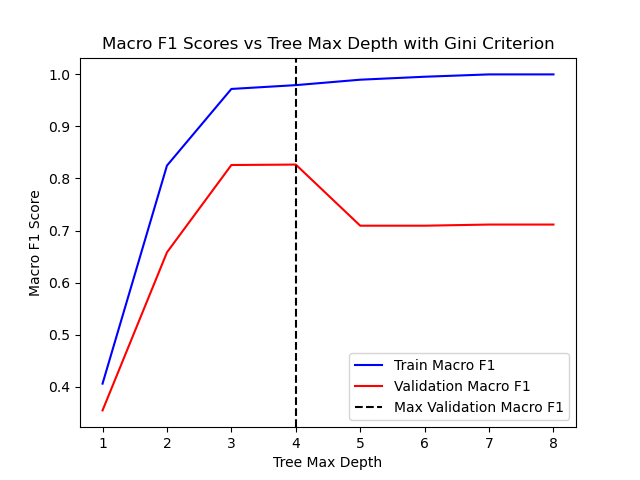 Macro F1 Scores vs Tree Max Depth with Gini Criterion
1.0
0.9
0.8
0.7
0.6
0.5
0.4
Macro F1 Score
Train Macro F1
Validation Macro F1
Max Validation Macro F1
1 2 3 4 5 6 7 8
Tree Max Depth